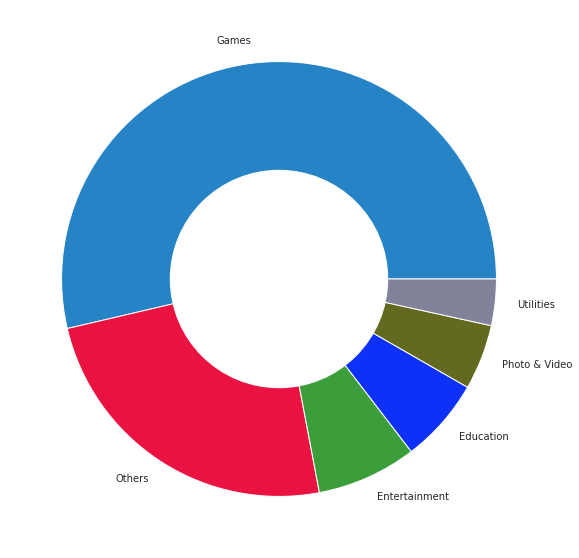 Games
Utilities
Photo & Video
Education
Others
Entertainment